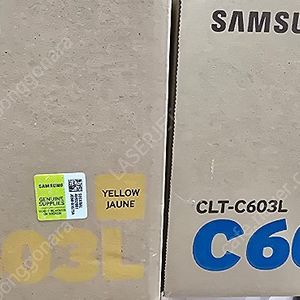 SAMSUNG
GENUINE
SUPPLIES
YELLOW
JAUNE
03L
SAMSUNG
CLT-C603L
C60